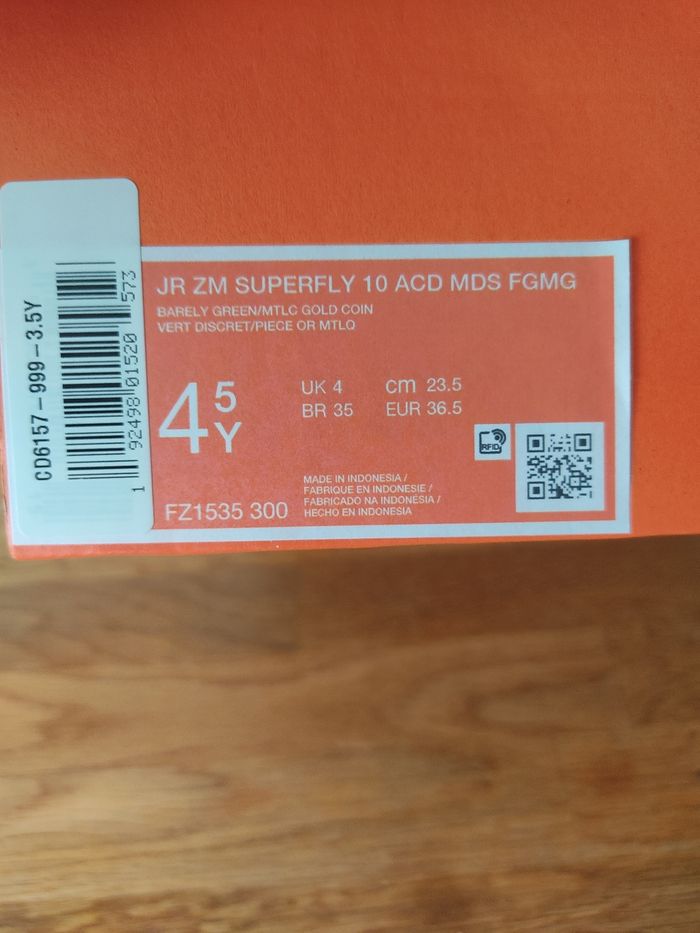 CD6157-999-3.5Y
1 92498 01520 573
JR ZM SUPERFLY 10 ACD MDS FGMG
BARELY GREEN/MTLC GOLD COIN
VERT DISCRET/PIECE OR MTLQ
4 5 Y
UK 4 cm 23.5
BR 35 EUR 36.5
RFID
FZ1535 300
MADE IN INDONESIA /
FABRIQUE EN INDONESIE /
FABRICADO NA INDONESIA /
HECHO EN INDONESIA